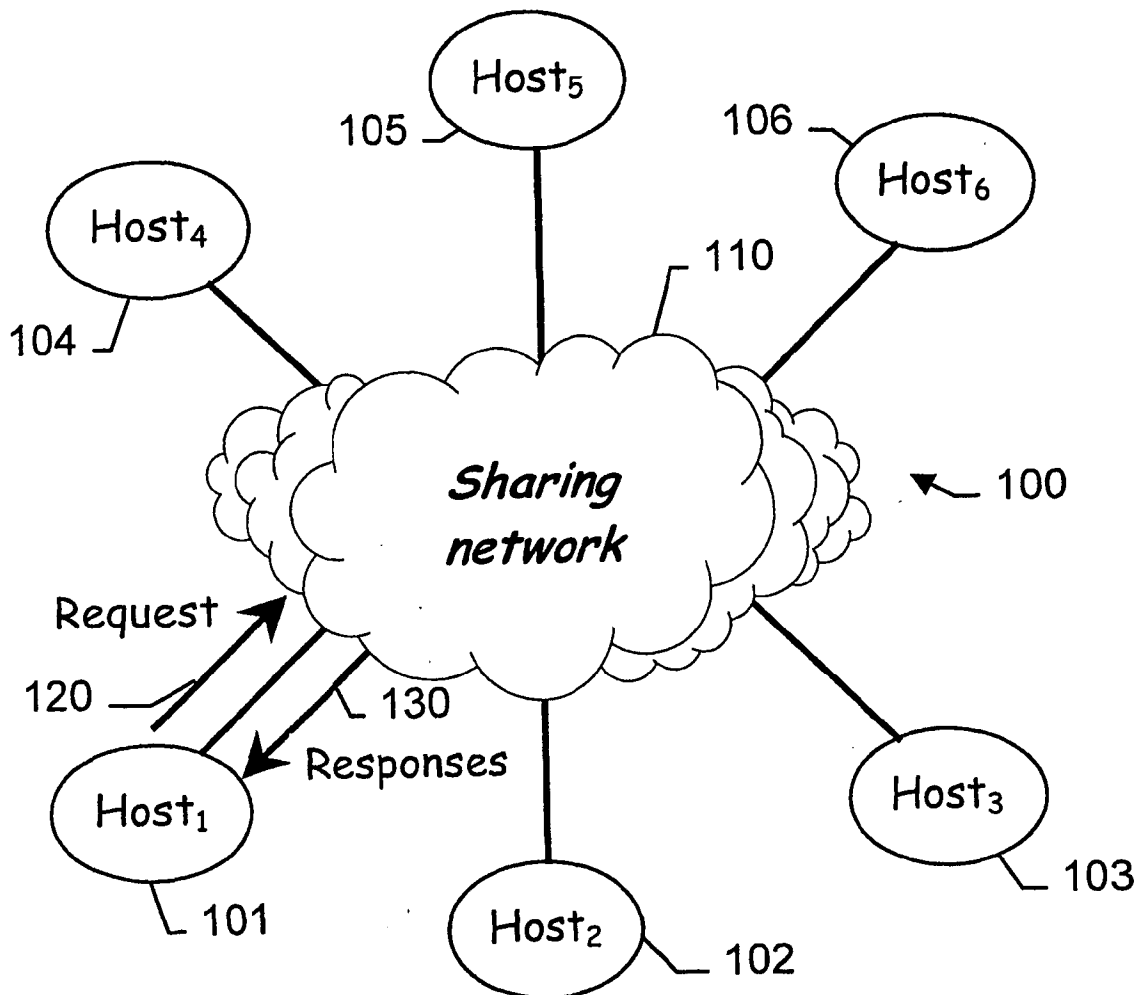 Host₅
105
106
Host₆
Host₄
110
104
Sharing
network
100
Request
120
130
Responses
Host₁
Host₃
103
101
Host₂
102